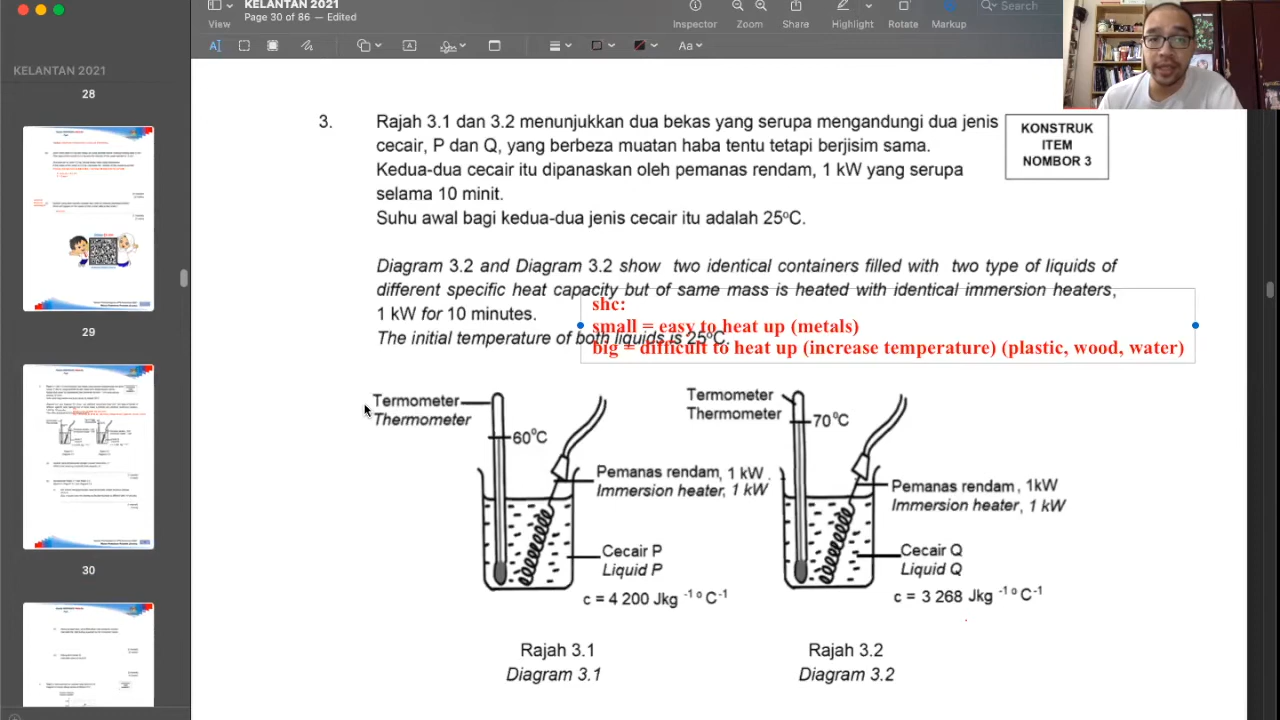 KELANTAN 2021
Page 30 of 86 — Edited
View
Inspector
Zoom
Share
Highlight
Rotate
Markup
Search
Aa
KELANTAN 2021
28
29
30
3.
Rajah 3.1 dan 3.2 menunjukkan dua bekas yang serupa mengandungi dua jenis
cecair, P dan Q, yang berbeza muatan haba tentu tetapi berjisim sama.
Kedua-dua cecair itu dipanaskan oleh pemanas rendam, 1 kW yang serupa
selama 10 minit.
Suhu awal bagi kedua-dua jenis cecair itu adalah 25ºC.
KONSTRUK
ITEM
NOMBOR 3
Diagram 3.2 and Diagram 3.2 show two identical containers filled with two type of liquids of
different specific heat capacity but of same mass is heated with identical immersion heaters,
1 kW for 10 minutes.
The initial temperature of both liquids is 25ºC.
shc:
small = easy to heat up (metals)
big = difficult to heat up (increase temperature) (plastic, wood, water)
Termometer
Thermometer
60ºC
Pemanas rendam, 1 kW
Immersion heater, 1 kW
Cecair P
Liquid P
c = 4 200 Jkg ⁻¹ º C⁻¹
Rajah 3.1
Diagram 3.1
Termometer
Thermometer
70ºC
Pemanas rendam, 1kW
Immersion heater, 1 kW
Cecair Q
Liquid Q
c = 3 268 Jkg ⁻¹ º C⁻¹
Rajah 3.2
Diagram 3.2